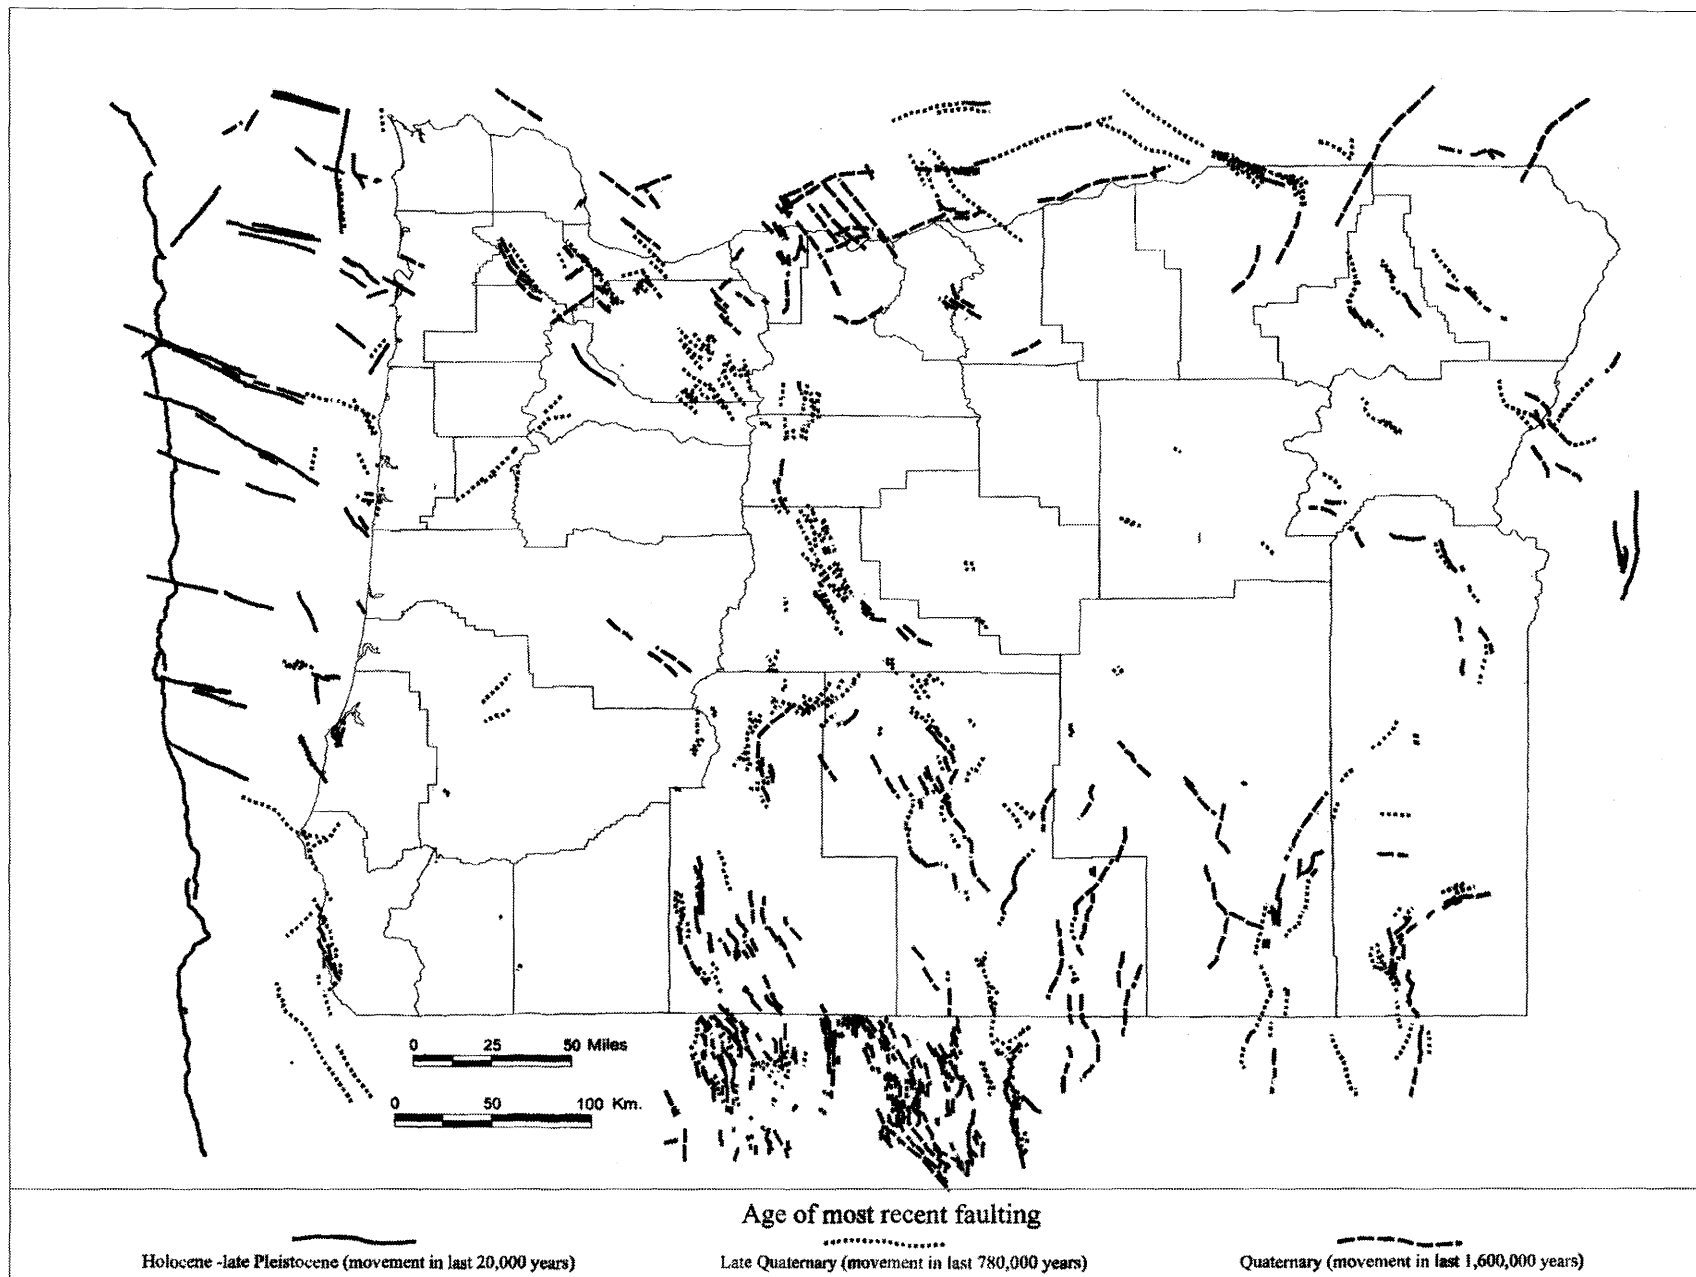 0 25 50 Miles
0 50 100 Km.
Age of most recent faulting
Holocene -late Pleistocene (movement in last 20,000 years)
Late Quaternary (movement in last 780,000 years)
Quaternary (movement in last 1,600,000 years)